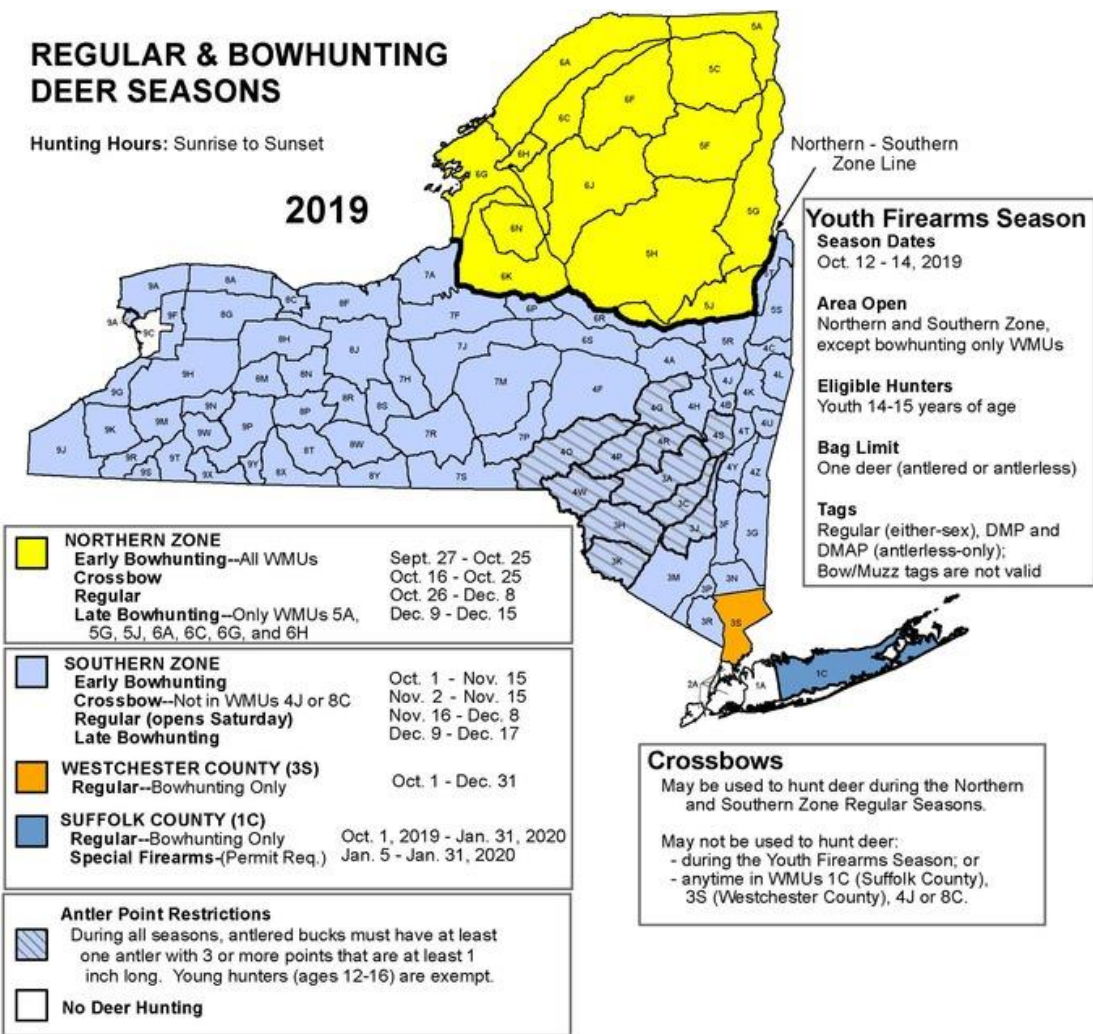 REGULAR & BOWHUNTING
DEER SEASONS
Hunting Hours: Sunrise to Sunset
2019
Northern - Southern
Zone Line
5A
6A
5C
6F
6C
6H
5F
6G
6J
5G
6N
5H
6K
5J
7A
9A
8A
8C
8F
9F
8G
7F
6P
6R
5S
9A
9C
8H
8J
7J
6S
5R
4C
4A
9H
8M
8N
7H
7M
4F
4J
4L
9G
4G
4H
4B
4K
9N
8R
8S
4S
4U
9K
9M
9W
9P
8P
7R
7P
4R
4T
9J
8T
8W
4O
4P
4Y
4Z
9R
9S
9T
9X
9Y
8X
8Y
7S
3A
4W
3C
3H
3J
3F
3G
3K
3M
3N
3P
3R
3S
2A
1A
1C
Youth Firearms Season
Season Dates
Oct. 12 - 14, 2019
Area Open
Northern and Southern Zone,
except bowhunting only WMUs
Eligible Hunters
Youth 14-15 years of age
Bag Limit
One deer (antlered or antlerless)
Tags
Regular (either-sex), DMP and
DMAP (antlerless-only);
Bow/Muzz tags are not valid
NORTHERN ZONE
Early Bowhunting--All WMUs Sept. 27 - Oct. 25
Crossbow Oct. 16 - Oct. 25
Regular Oct. 26 - Dec. 8
Late Bowhunting--Only WMUs 5A, Dec. 9 - Dec. 15
5G, 5J, 6A, 6C, 6G, and 6H
SOUTHERN ZONE
Early Bowhunting Oct. 1 - Nov. 15
Crossbow--Not in WMUs 4J or 8C Nov. 2 - Nov. 15
Regular (opens Saturday) Nov. 16 - Dec. 8
Late Bowhunting Dec. 9 - Dec. 17
WESTCHESTER COUNTY (3S)
Regular--Bowhunting Only Oct. 1 - Dec. 31
SUFFOLK COUNTY (1C)
Regular--Bowhunting Only Oct. 1, 2019 - Jan. 31, 2020
Special Firearms-(Permit Req.) Jan. 5 - Jan. 31, 2020
Antler Point Restrictions
During all seasons, antlered bucks must have at least
one antler with 3 or more points that are at least 1
inch long. Young hunters (ages 12-16) are exempt.
No Deer Hunting
Crossbows
May be used to hunt deer during the Northern
and Southern Zone Regular Seasons.
May not be used to hunt deer:
- during the Youth Firearms Season; or
- anytime in WMUs 1C (Suffolk County),
3S (Westchester County), 4J or 8C.